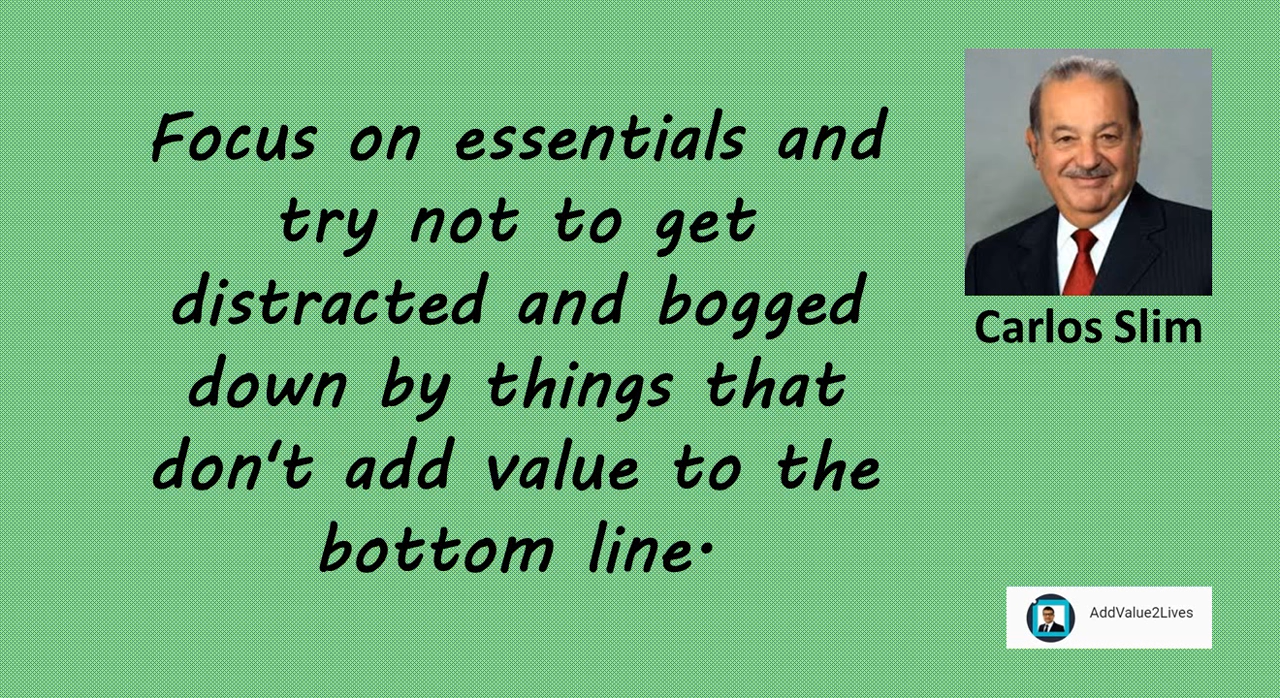 Focus on essentials and
try not to get
distracted and bogged
down by things that
don't add value to the
bottom line.
Carlos Slim
AddValue2Lives